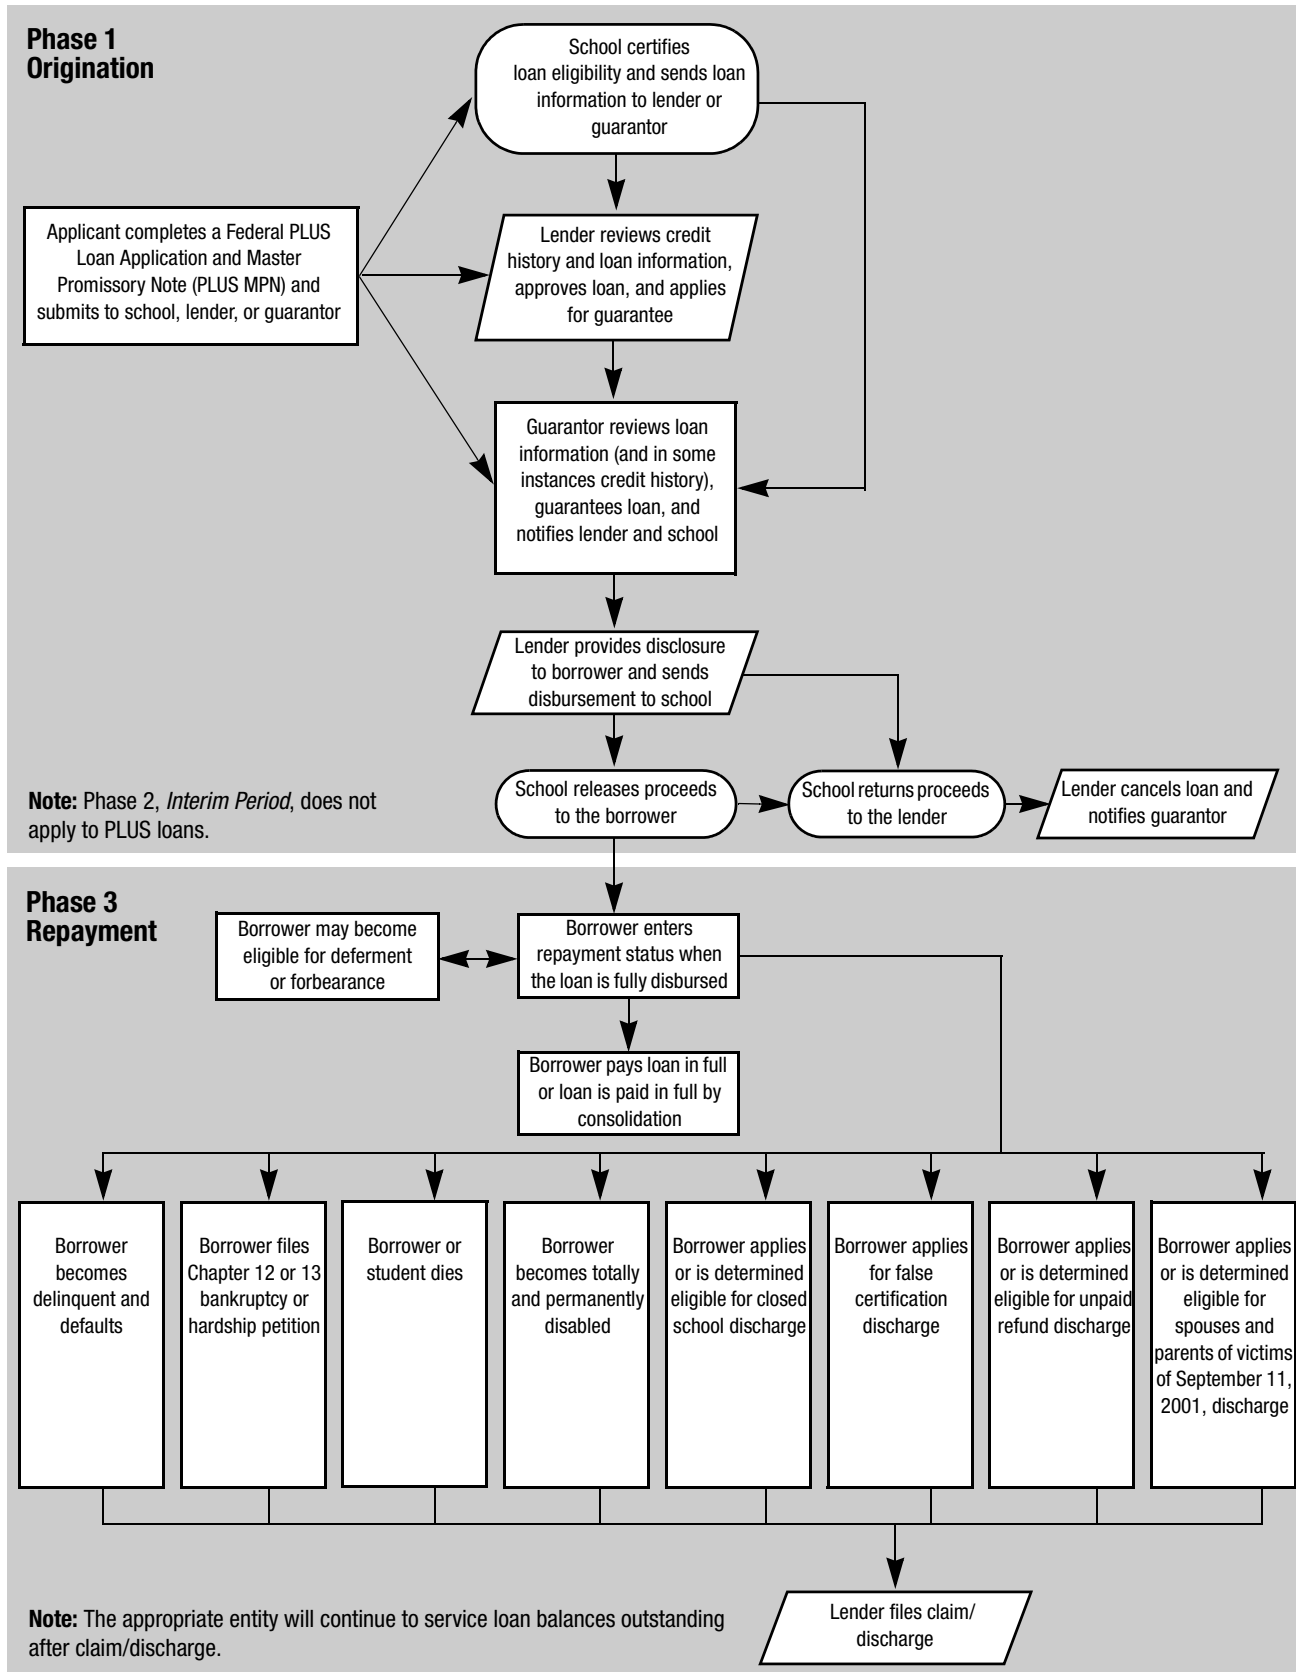 Phase 1
Origination
School certifies
loan eligibility and sends loan
information to lender or
guarantor
Applicant completes a Federal PLUS
Loan Application and Master
Promissory Note (PLUS MPN) and
submits to school, lender, or guarantor
Lender reviews credit
history and loan information,
approves loan, and applies
for guarantee
Guarantor reviews loan
information (and in some
instances credit history),
guarantees loan, and
notifies lender and school
Lender provides disclosure
to borrower and sends
disbursement to school
School releases proceeds
to the borrower
School returns proceeds
to the lender
Lender cancels loan and
notifies guarantor
Note: Phase 2, Interim Period, does not
apply to PLUS loans.
Phase 3
Repayment
Borrower may become
eligible for deferment
or forbearance
Borrower enters
repayment status when
the loan is fully disbursed
Borrower pays loan in full
or loan is paid in full by
consolidation
Borrower
becomes
delinquent and
defaults
Borrower files
Chapter 12 or 13
bankruptcy or
hardship petition
Borrower or
student dies
Borrower
becomes totally
and permanently
disabled
Borrower applies
or is determined
eligible for closed
school discharge
Borrower applies
for false
certification
discharge
Borrower applies
or is determined
eligible for unpaid
refund discharge
Borrower applies
or is determined
eligible for
spouses and
parents of victims
of September 11,
2001, discharge
Note: The appropriate entity will continue to service loan balances outstanding
after claim/discharge.
Lender files claim/
discharge